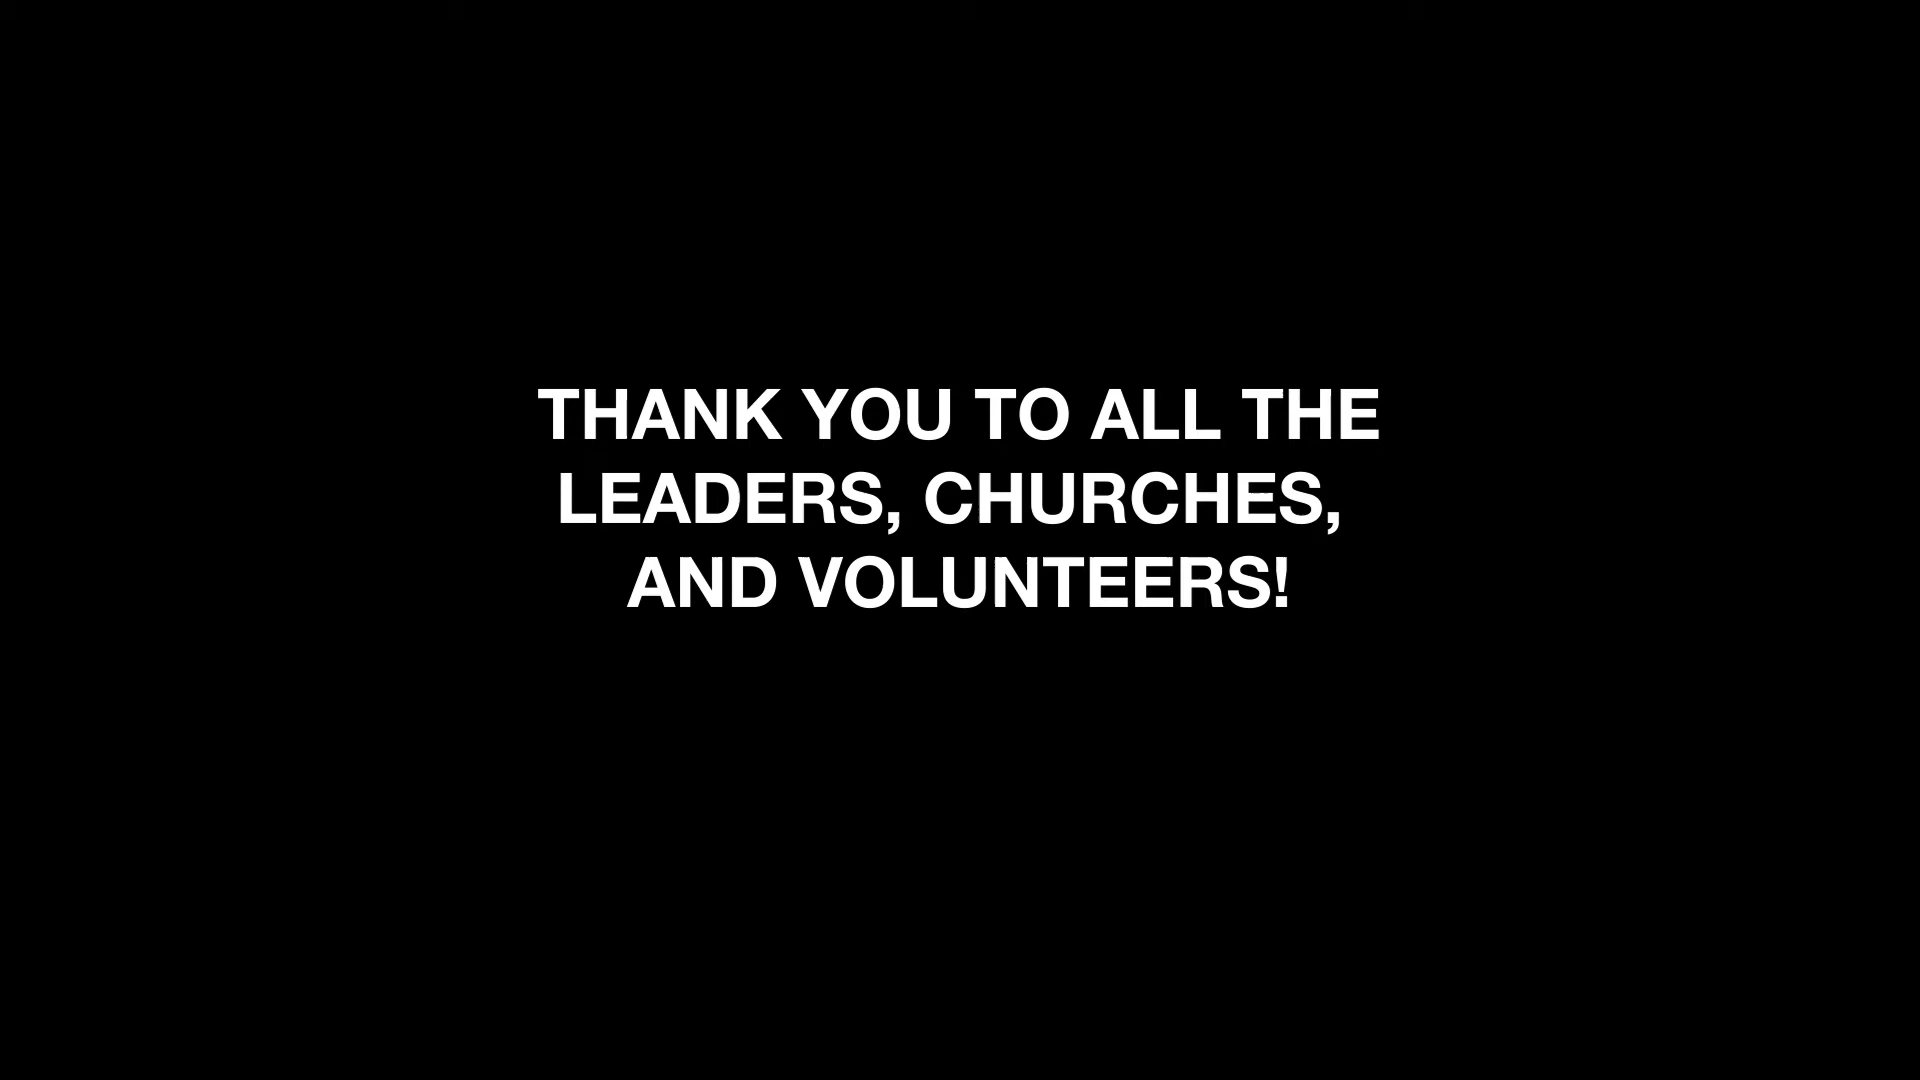 THANK YOU TO ALL THE
LEADERS, CHURCHES,
AND VOLUNTEERS!